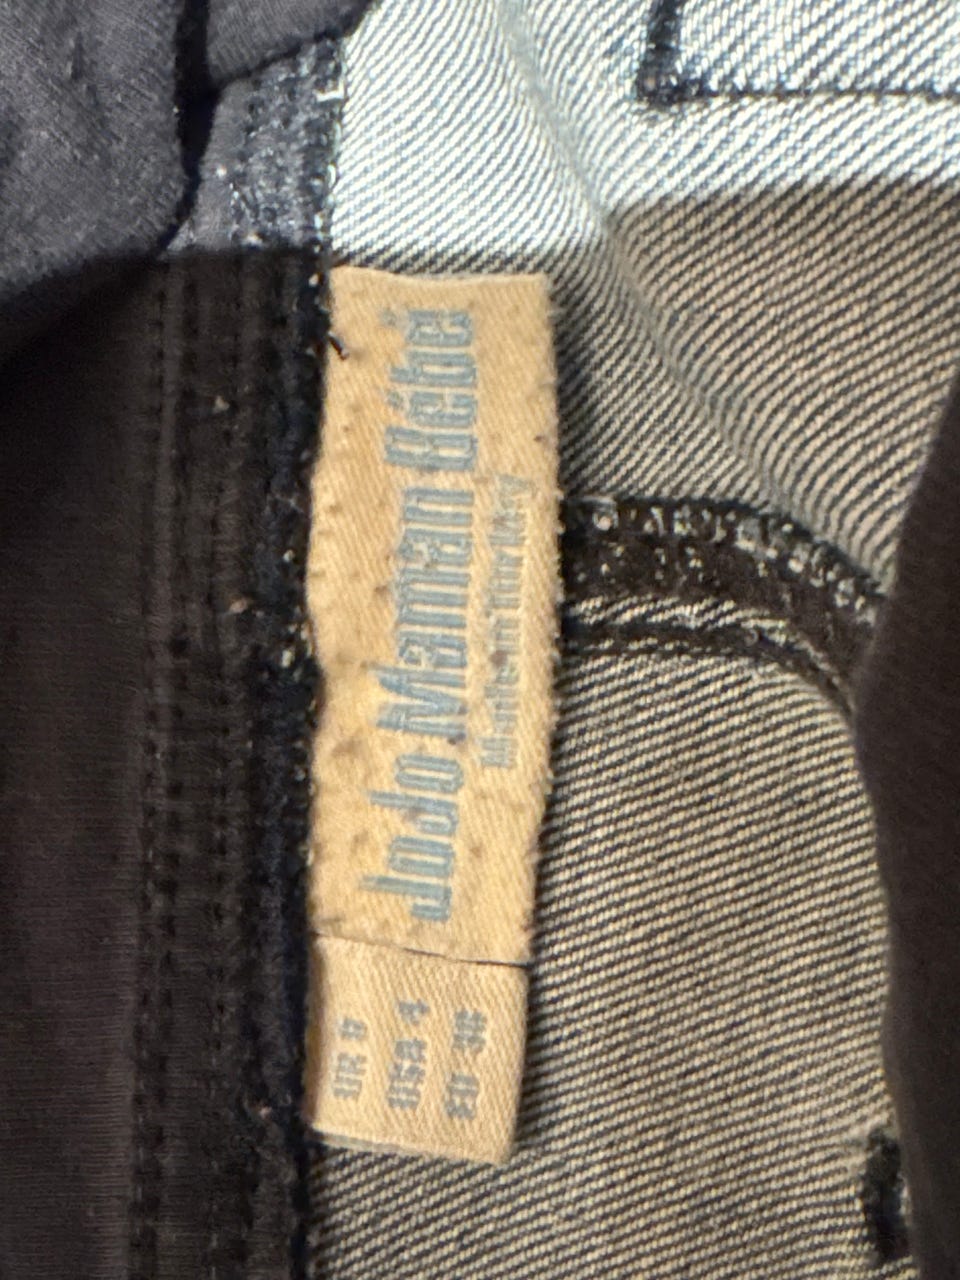 JoJo Maman Bébé
Made in Turkey
UK 8
USA 4
EU 36